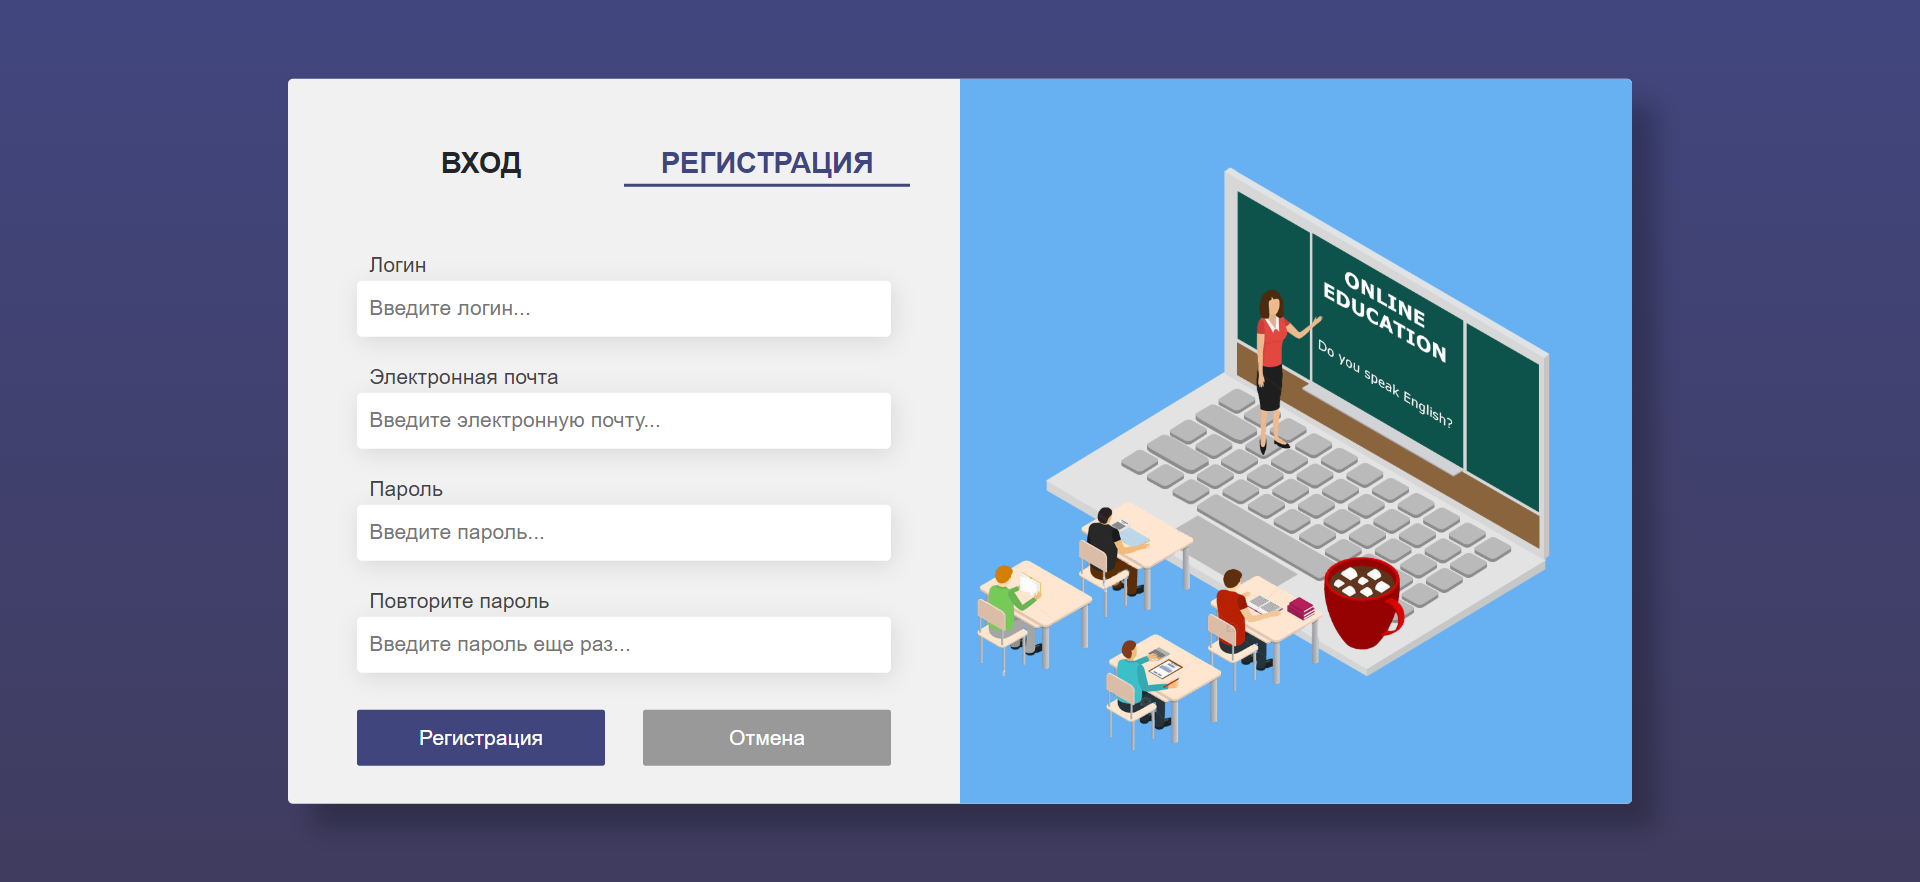 ВХОД
РЕГИСТРАЦИЯ
Логин
Введите логин...
Электронная почта
Введите электронную почту...
Пароль
Введите пароль...
Повторите пароль
Введите пароль еще раз...
Регистрация
Отмена
ONLINE
EDUCATION
Do you speak English?